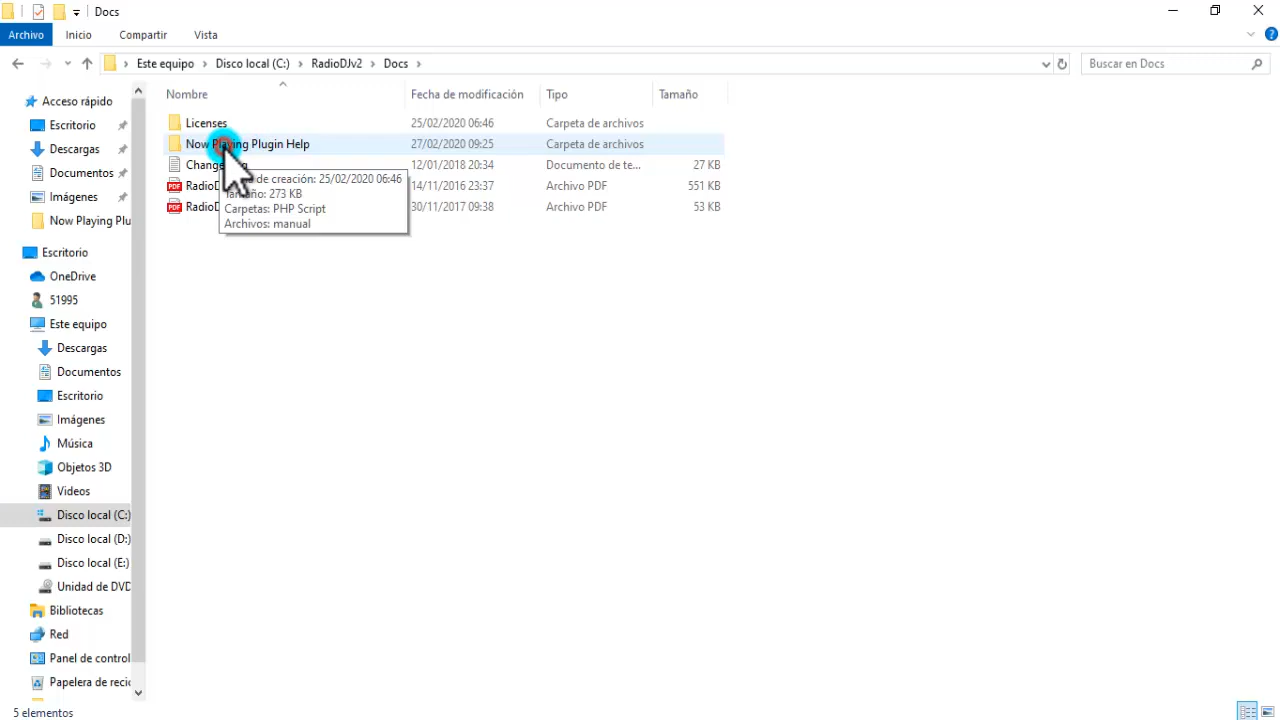 Docs
Archivo Inicio Compartir Vista
Este equipo Disco local (C:) RadioDJv2 Docs
Buscar en Docs
Nombre Fecha de modificación Tipo Tamaño
Licenses 25/02/2020 06:46 Carpeta de archivos
Now Playing Plugin Help 27/02/2020 09:25 Carpeta de archivos
12/01/2018 20:34 Documento de te... 27 KB
14/11/2016 23:37 Archivo PDF 551 KB
30/11/2017 09:38 Archivo PDF 53 KB
de creación: 25/02/2020 06:46
Tamaño: 273 KB
Carpetas: PHP Script
Archivos: manual
Acceso rápido
Escritorio
Descargas
Documentos
Imágenes
Now Playing Plu
Escritorio
OneDrive
51995
Este equipo
Descargas
Documentos
Escritorio
Imágenes
Música
Objetos 3D
Videos
Disco local (C:)
Disco local (D:)
Disco local (E:)
Unidad de DVD
Bibliotecas
Red
Panel de control
Papelera de reci
5 elementos